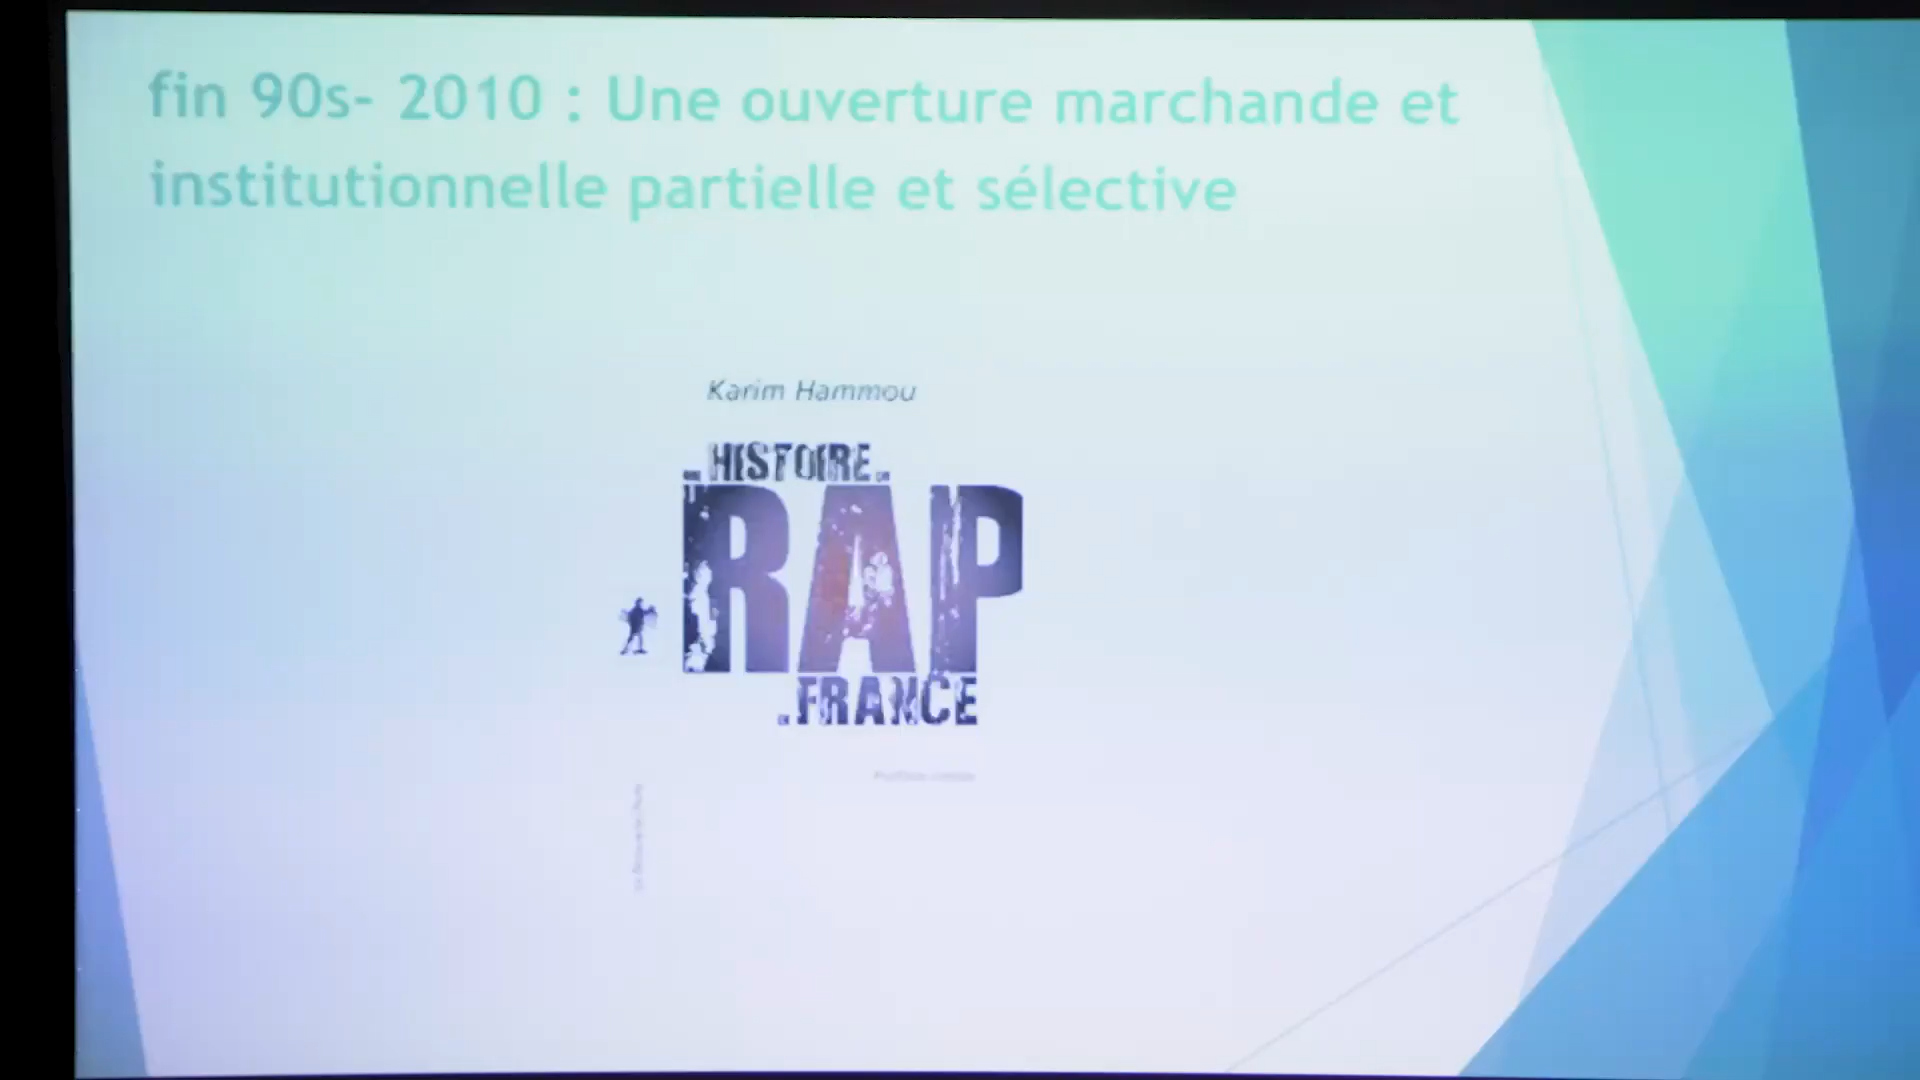 fin 90s- 2010 : Une ouverture marchande et
institutionnelle partielle et sélective
Karim Hammou
HISTOIRE
RAP
FRANCE